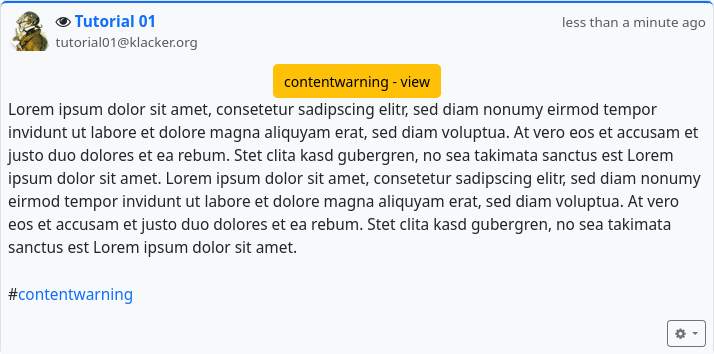 Tutorial 01
less than a minute ago
tutorial01@klacker.org
contentwarning - view
Lorem ipsum dolor sit amet, consetetur sadipscing elitr, sed diam nonumy eirmod tempor
invidunt ut labore et dolore magna aliquyam erat, sed diam voluptua. At vero eos et accusam et
justo duo dolores et ea rebum. Stet clita kasd gubergren, no sea takimata sanctus est Lorem
ipsum dolor sit amet. Lorem ipsum dolor sit amet, consetetur sadipscing elitr, sed diam nonumy
eirmod tempor invidunt ut labore et dolore magna aliquyam erat, sed diam voluptua. At vero
eos et accusam et justo duo dolores et ea rebum. Stet clita kasd gubergren, no sea takimata
sanctus est Lorem ipsum dolor sit amet.
#contentwarning